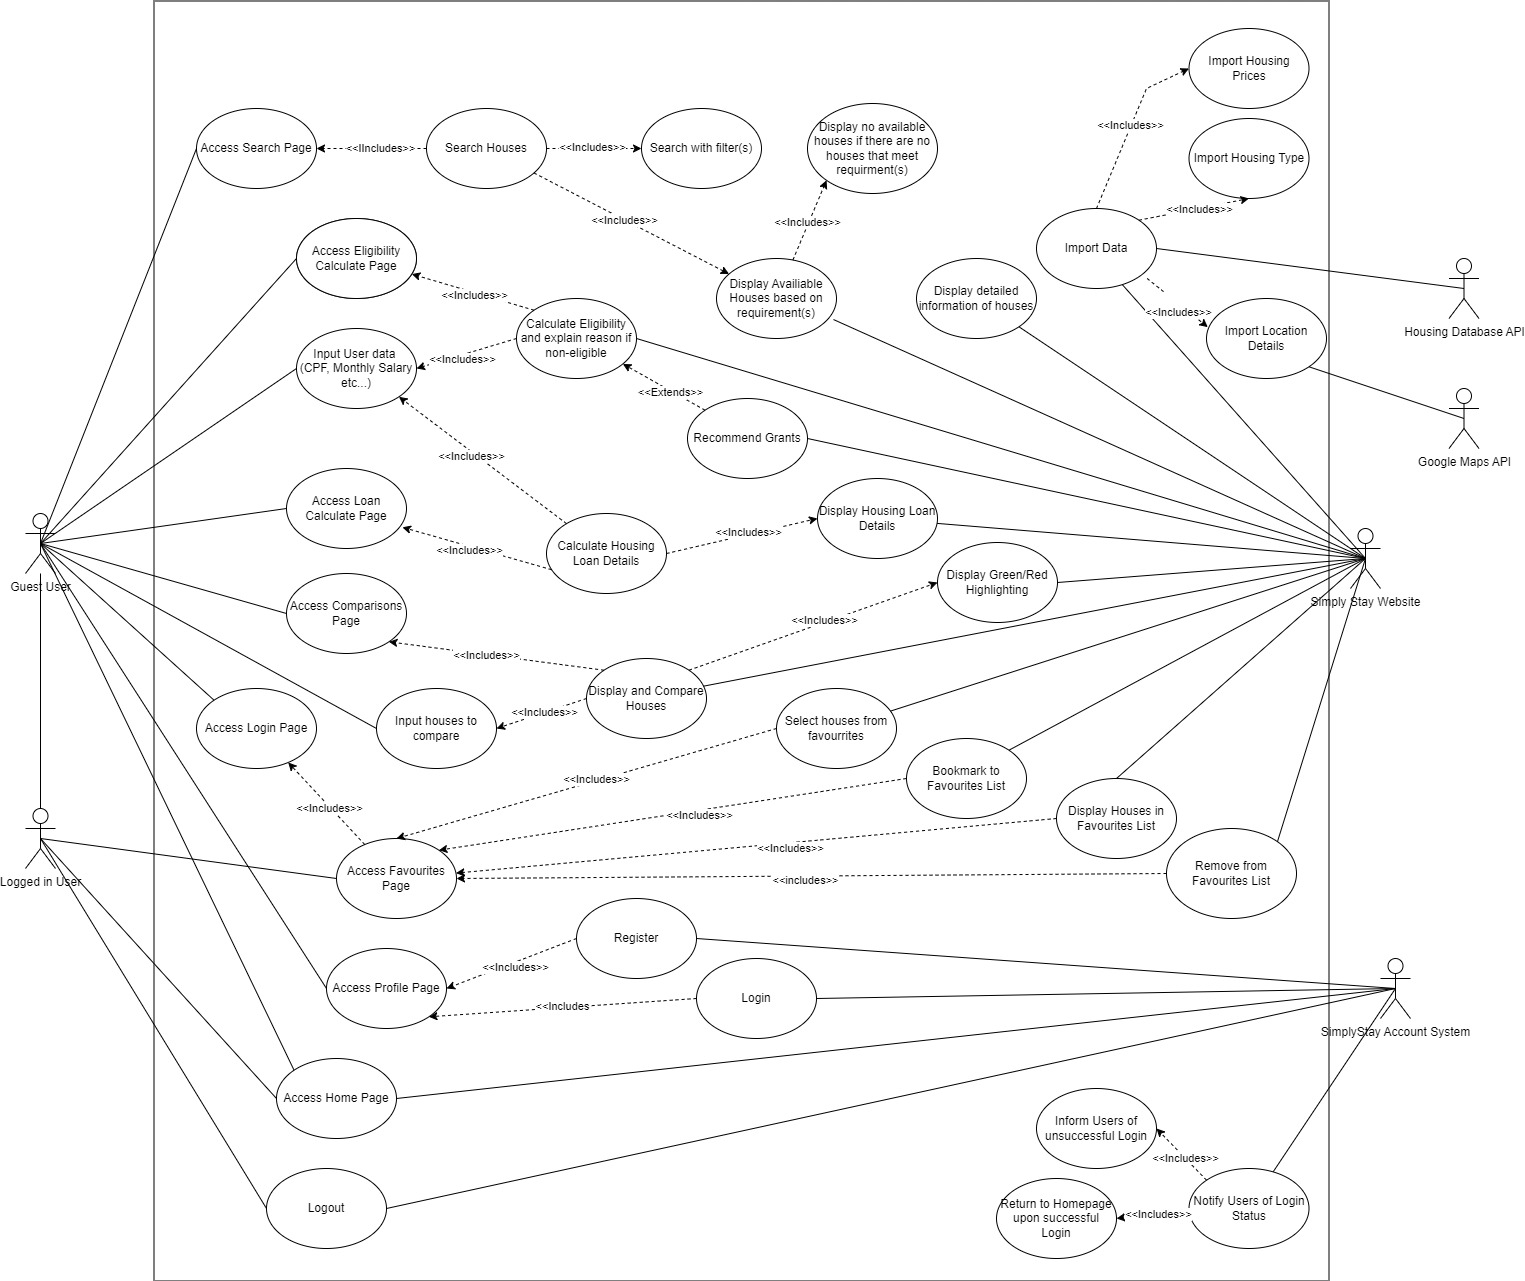 Import Housing
Prices
<<Includes>>
Import Housing Type
<<Includes>>
Import Data
<<Includes>>
Import Location
Details
Housing Database API
Google Maps API
Access Search Page
<<IIncludes>>
Search Houses
<<Includes>>
Search with filter(s)
Display no available
houses if there are no
houses that meet
requirment(s)
<<Includes>>
<<Includes>>
Display Availiable
Houses based on
requirement(s)
Display detailed
information of houses
Access Eligibility
Calculate Page
<<Includes>>
Calculate Eligibility
and explain reason if
non-eligible
Input User data
(CPF, Monthly Salary
etc...)
<<Includes>>
<<Extends>>
Recommend Grants
<<Includes>>
Access Loan
Calculate Page
<<Includes>>
Calculate Housing
Loan Details
<<Includes>>
Display Housing Loan
Details
Display Green/Red
Highlighting
Guest User
Simply Stay Website
Access Comparisons
Page
<<Includes>>
<<Includes>>
Display and Compare
Houses
<<Includes>>
Access Login Page
Input houses to
compare
Select houses from
favourrites
<<Includes>>
Bookmark to
Favourites List
<<Includes>>
<<Includes>>
Display Houses in
Favourites List
<<Includes>>
Access Favourites
Page
<<includes>>
Remove from
Favourites List
Logged in User
Register
<<Includes>>
Access Profile Page
<<Includes
Login
SimplyStay Account System
Access Home Page
Inform Users of
unsuccessful Login
<<Includes>>
Logout
Return to Homepage
upon successful
Login
<<Includes>>
Notify Users of Login
Status